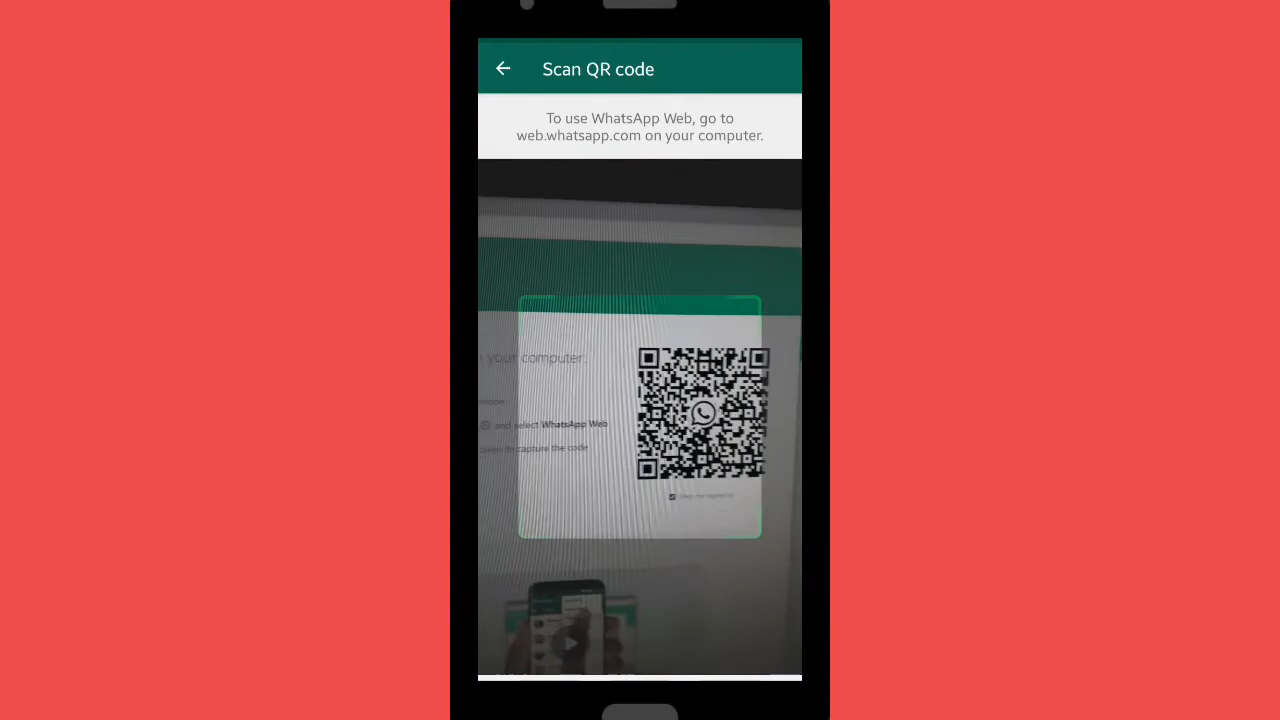 Scan QR code
To use WhatsApp Web, go to
web.whatsapp.com on your computer.
your computer:
and select WhatsApp Web
to capture the code